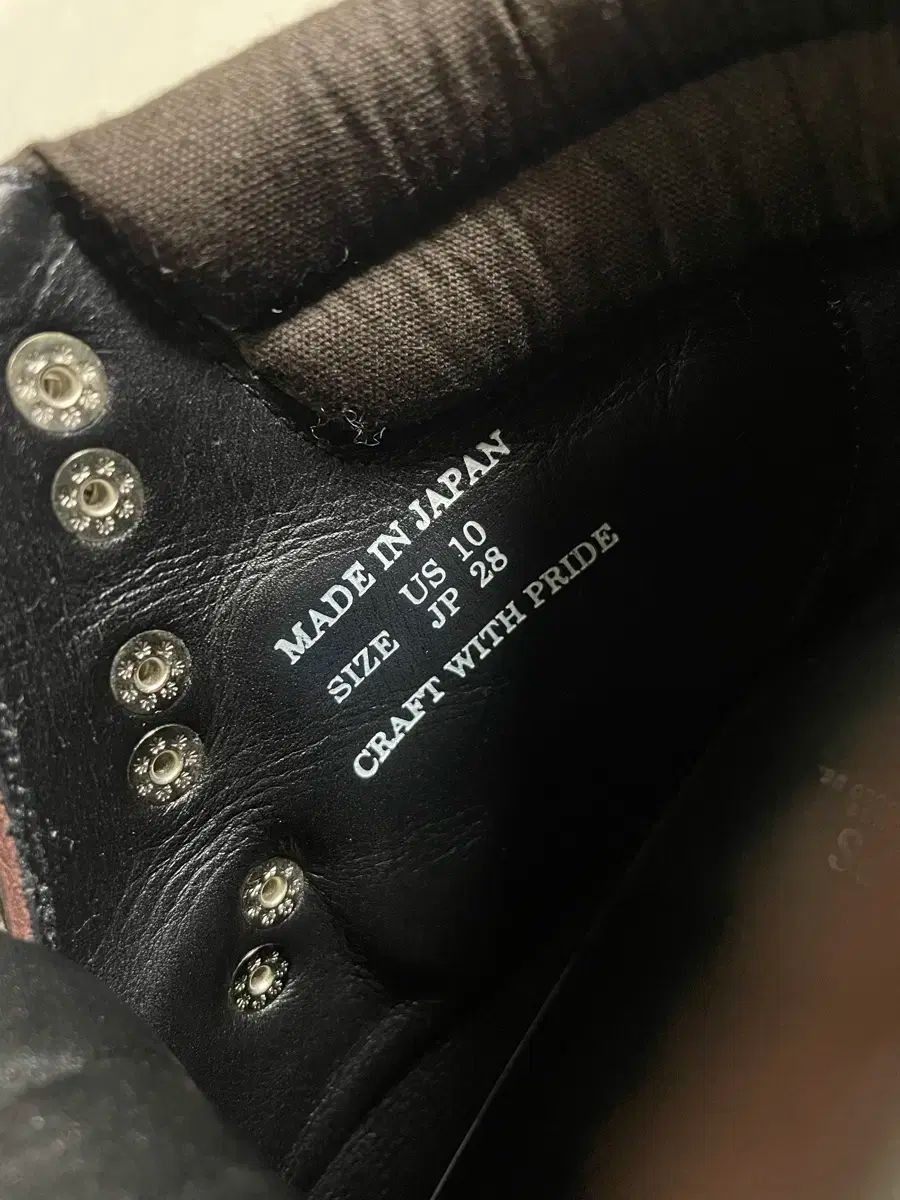 MADE IN JAPAN
SIZE US 10
JP 28
CRAFT WITH PRIDE